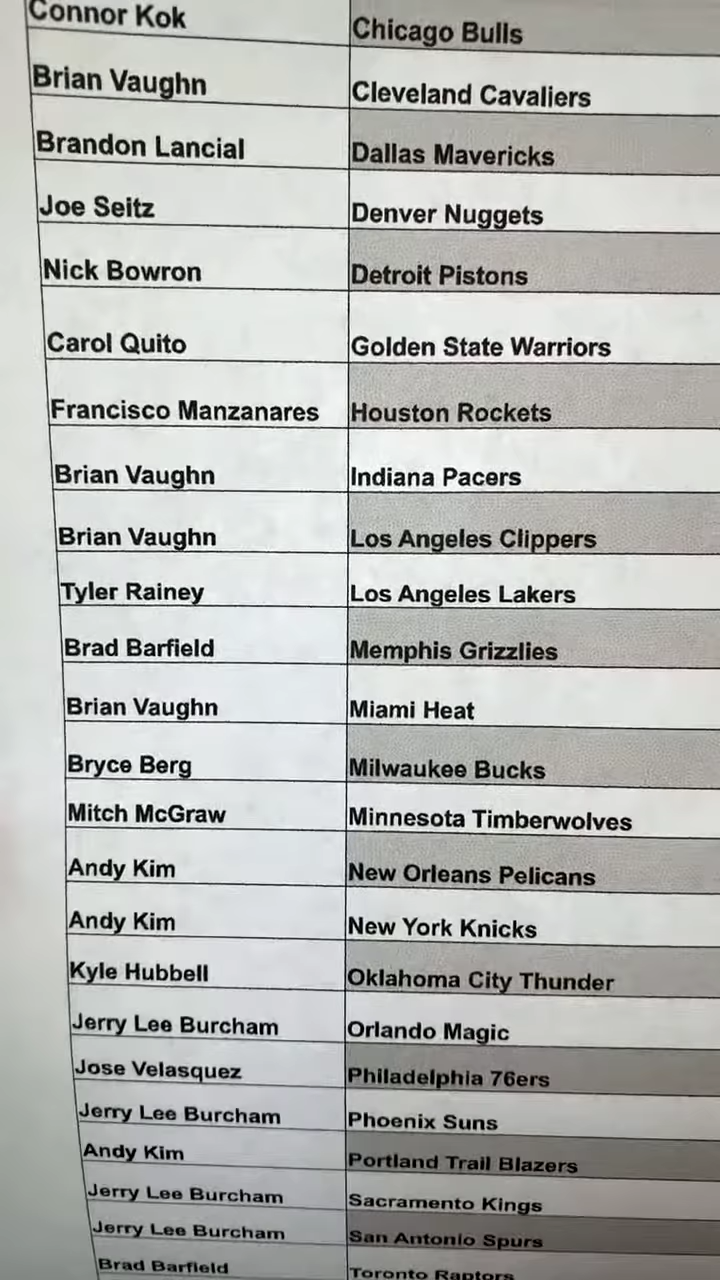 Connor Kok Chicago Bulls
Brian Vaughn Cleveland Cavaliers
Brandon Lancial Dallas Mavericks
Joe Seitz Denver Nuggets
Nick Bowron Detroit Pistons
Carol Quito Golden State Warriors
Francisco Manzanares Houston Rockets
Brian Vaughn Indiana Pacers
Brian Vaughn Los Angeles Clippers
Tyler Rainey Los Angeles Lakers
Brad Barfield Memphis Grizzlies
Brian Vaughn Miami Heat
Bryce Berg Milwaukee Bucks
Mitch McGraw Minnesota Timberwolves
Andy Kim New Orleans Pelicans
Andy Kim New York Knicks
Kyle Hubbell Oklahoma City Thunder
Jerry Lee Burcham Orlando Magic
Jose Velasquez Philadelphia 76ers
Jerry Lee Burcham Phoenix Suns
Andy Kim Portland Trail Blazers
Jerry Lee Burcham Sacramento Kings
Jerry Lee Burcham San Antonio Spurs
Brad Barfield Toronto Raptors